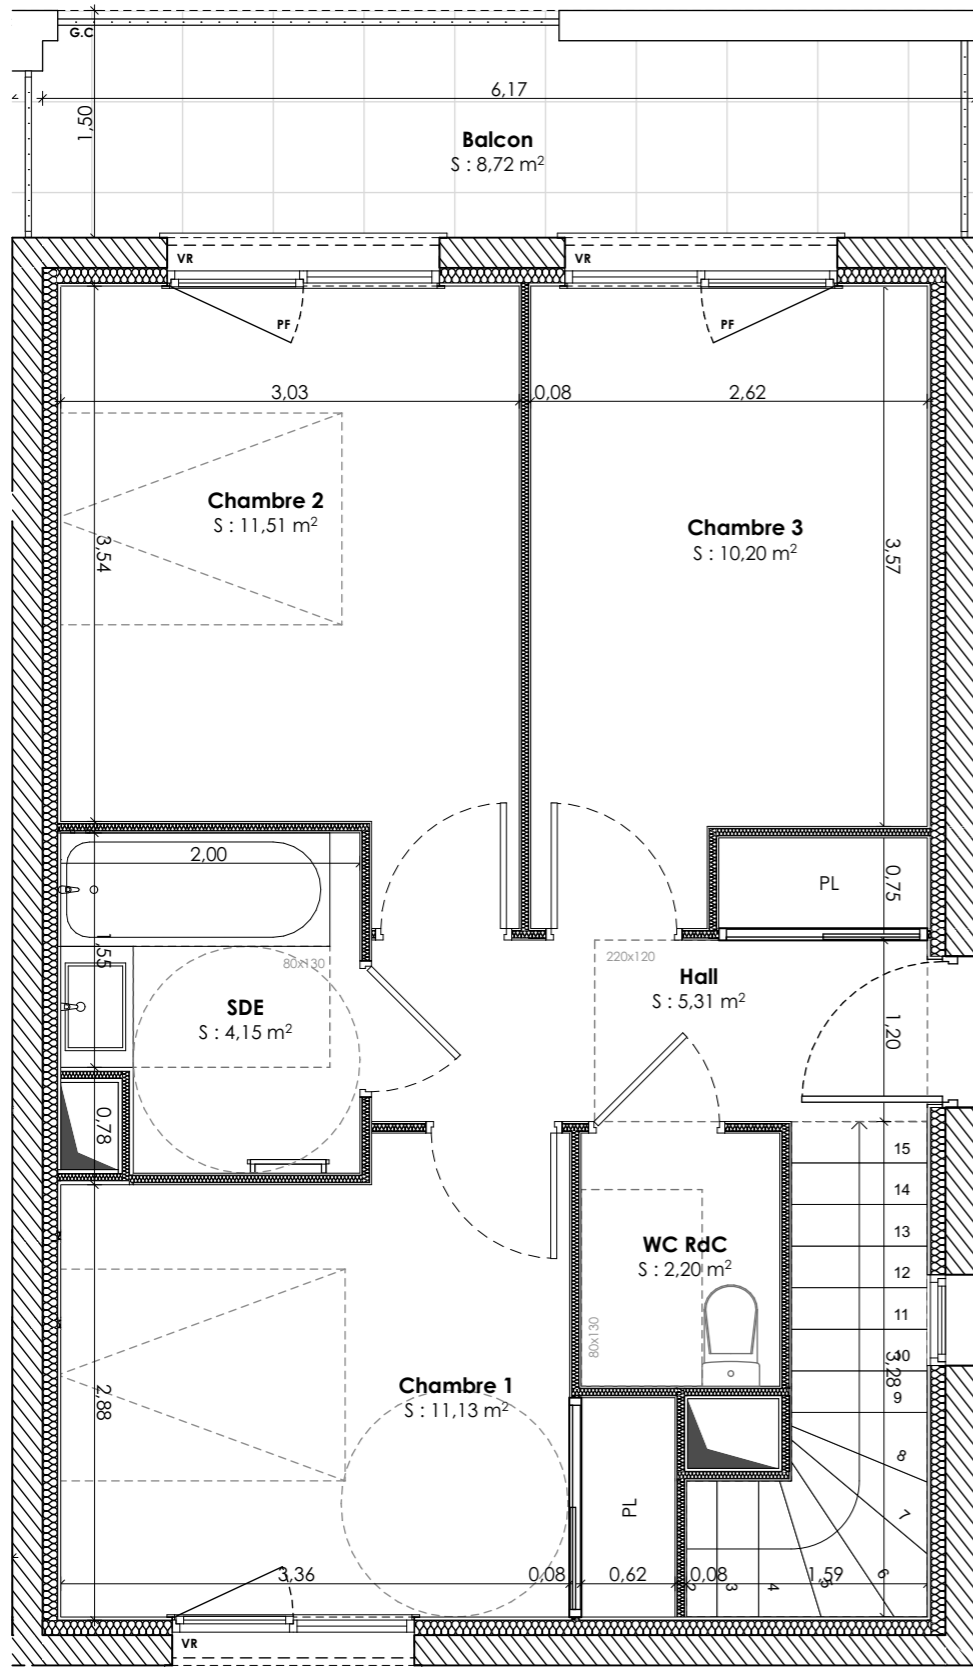 G.C
6,17
1,50
Balcon
S : 8,72 m²
VR
VR
PF
PF
3,03
0,08
2,62
Chambre 2
S : 11,51 m²
Chambre 3
S : 10,20 m²
3,54
3,57
2,00
PL
0,75
1,55
80x130
220x120
Hall
S : 5,31 m²
SDE
S : 4,15 m²
1,20
0,78
15
14
13
12
11
10
9
8
7
6
5
4
3
2
3,28
WC RdC
S : 2,20 m²
80x130
Chambre 1
S : 11,13 m²
2,88
PL
3,36
0,08
0,62
0,08
1,59
VR